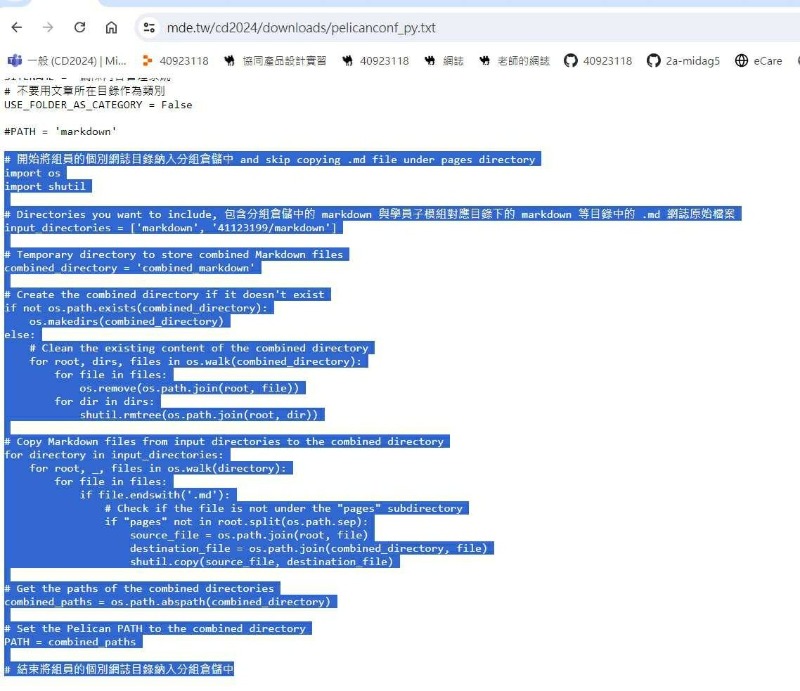 mde.tw/cd2024/downloads/pelicanconf_py.txt
一般 (CD2024) | Mi... 40923118 協同產品設計實習 40923118 網誌 老師的網誌 40923118 2a-midag5 eCare
# 不要用文章所在目錄作為類別
USE_FOLDER_AS_CATEGORY = False
#PATH = 'markdown'
# 開始將組員的個別網誌目錄納入分組倉儲中 and skip copying .md file under pages directory
import os
import shutil
# Directories you want to include, 包含分組倉儲中的 markdown 與學員子模組對應目錄下的 markdown 等目錄中的 .md 網誌原始檔案
input_directories = ['markdown', '41123199/markdown']
# Temporary directory to store combined Markdown files
combined_directory = 'combined_markdown'
# Create the combined directory if it doesn't exist
if not os.path.exists(combined_directory):
    os.makedirs(combined_directory)
else:
    # Clean the existing content of the combined directory
    for root, dirs, files in os.walk(combined_directory):
        for file in files:
            os.remove(os.path.join(root, file))
        for dir in dirs:
            shutil.rmtree(os.path.join(root, dir))
# Copy Markdown files from input directories to the combined directory
for directory in input_directories:
    for root, _, files in os.walk(directory):
        for file in files:
            if file.endswith('.md'):
                # Check if the file is not under the "pages" subdirectory
                if "pages" not in root.split(os.path.sep):
                    source_file = os.path.join(root, file)
                    destination_file = os.path.join(combined_directory, file)
                    shutil.copy(source_file, destination_file)
# Get the paths of the combined directories
combined_paths = os.path.abspath(combined_directory)
# Set the Pelican PATH to the combined directory
PATH = combined_paths
# 結束將組員的個別網誌目錄納入分組倉儲中